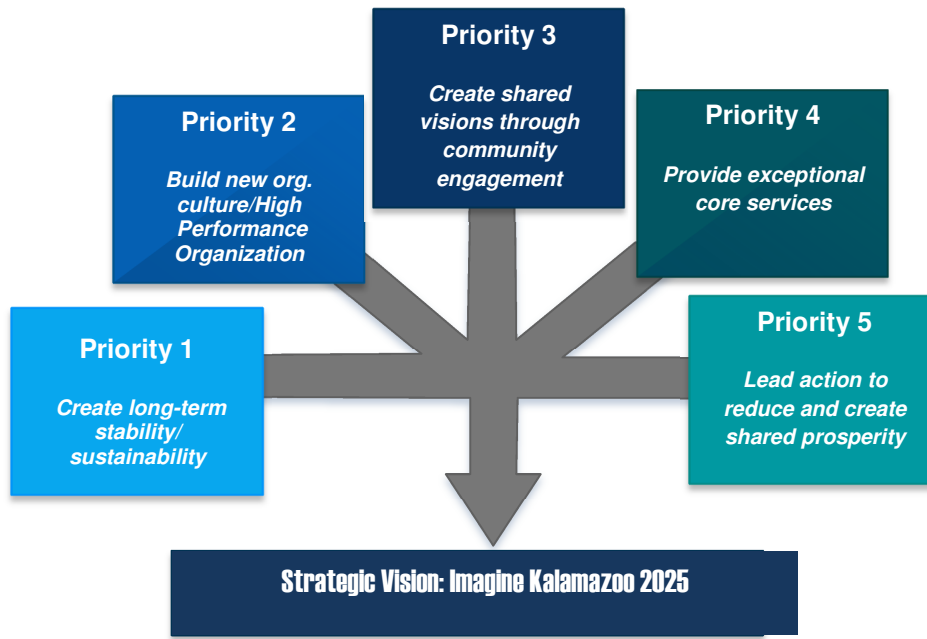 Priority 1
Create long-term
stability/
sustainability
Priority 2
Build new org.
culture/High
Performance
Organization
Priority 3
Create shared
visions through
community
engagement
Priority 4
Provide exceptional
core services
Priority 5
Lead action to
reduce and create
shared prosperity
Strategic Vision: Imagine Kalamazoo 2025